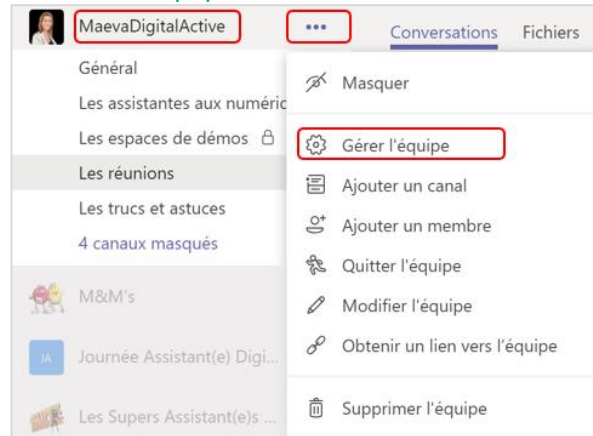 MaevaDigitalActive
...
Conversations Fichiers
Général
Les assistantes aux numéric
Les espaces de démos
Les réunions
Les trucs et astuces
4 canaux masqués
M&M's
JA
Journée Assistant(e) Digi...
Les Supers Assistant(e)s ...
Masquer
Gérer l'équipe
Ajouter un canal
Ajouter un membre
Quitter l'équipe
Modifier l'équipe
Obtenir un lien vers l'équipe
Supprimer l'équipe